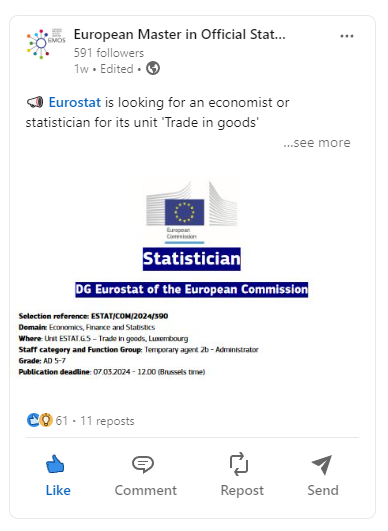 European Master in Official Stat...
591 followers
1w • Edited •
EMOS
Eurostat is looking for an economist or
statistician for its unit 'Trade in goods'
...see more
European
Commission
Statistician
DG Eurostat of the European Commission
Selection reference: ESTAT/COM/2024/390
Domain: Economics, Finance and Statistics
Where: Unit ESTAT.G.5 – Trade in goods, Luxembourg
Staff category and Function Group: Temporary agent 2b - Administrator
Grade: AD 5-7
Publication deadline: 07.03.2024 - 12.00 (Brussels time)
61 • 11 reposts
Like Comment Repost Send